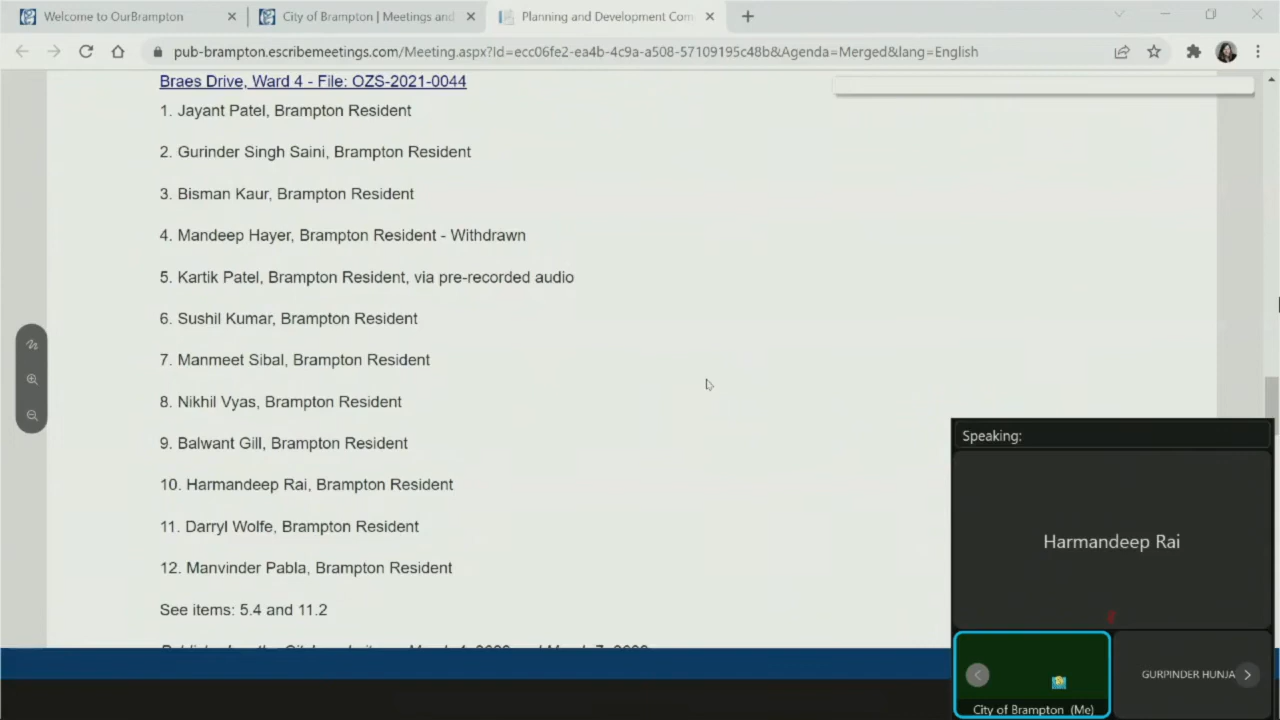 Welcome to OurBrampton
City of Brampton | Meetings and
Planning and Development Com
pub-brampton.escribemeetings.com/Meeting.aspx?Id=ecc06fe2-ea4b-4c9a-a508-57109195c48b&Agenda=Merged&lang=English
Braes Drive, Ward 4 - File: OZS-2021-0044
1. Jayant Patel, Brampton Resident
2. Gurinder Singh Saini, Brampton Resident
3. Bisman Kaur, Brampton Resident
4. Mandeep Hayer, Brampton Resident - Withdrawn
5. Kartik Patel, Brampton Resident, via pre-recorded audio
6. Sushil Kumar, Brampton Resident
7. Manmeet Sibal, Brampton Resident
8. Nikhil Vyas, Brampton Resident
9. Balwant Gill, Brampton Resident
10. Harmandeep Rai, Brampton Resident
11. Darryl Wolfe, Brampton Resident
12. Manvinder Pabla, Brampton Resident
See items: 5.4 and 11.2
Speaking:
Harmandeep Rai
GURPINDER HUNJA
City of Brampton (Me)